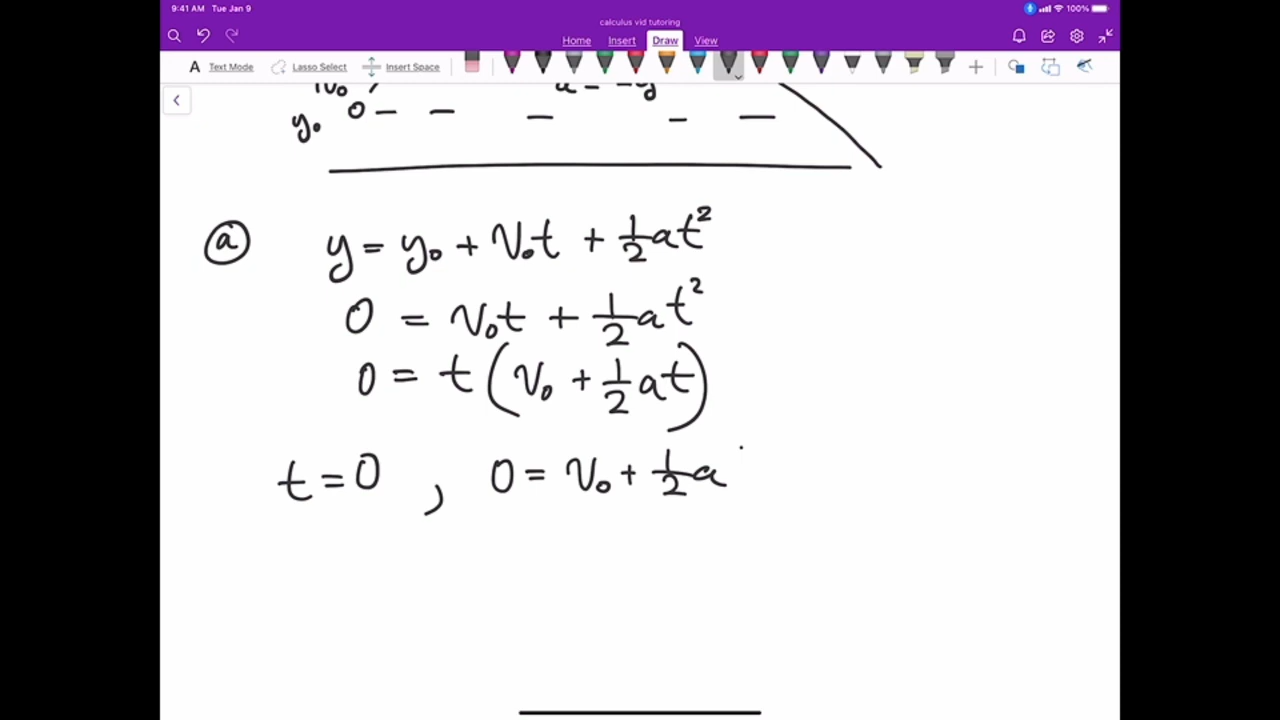 9:41 AM Tue Jan 9
100%
calculus vid tutoring
Home Insert Draw View
A Text Mode Lasso Select Insert Space
v₀
a = -g
y₀ 0
ⓐ y = y₀ + v₀t + ½at²
0 = v₀t + ½at²
0 = t(v₀ + ½at)
t = 0 , 0 = v₀ + ½a